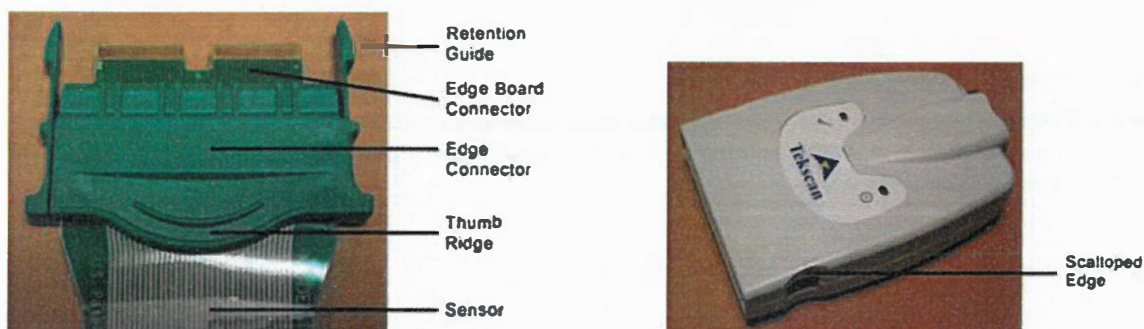 Retention
Guide
Edge Board
Connector
Edge
Connector
Thumb
Ridge
Sensor
Tekscan
Scalloped
Edge